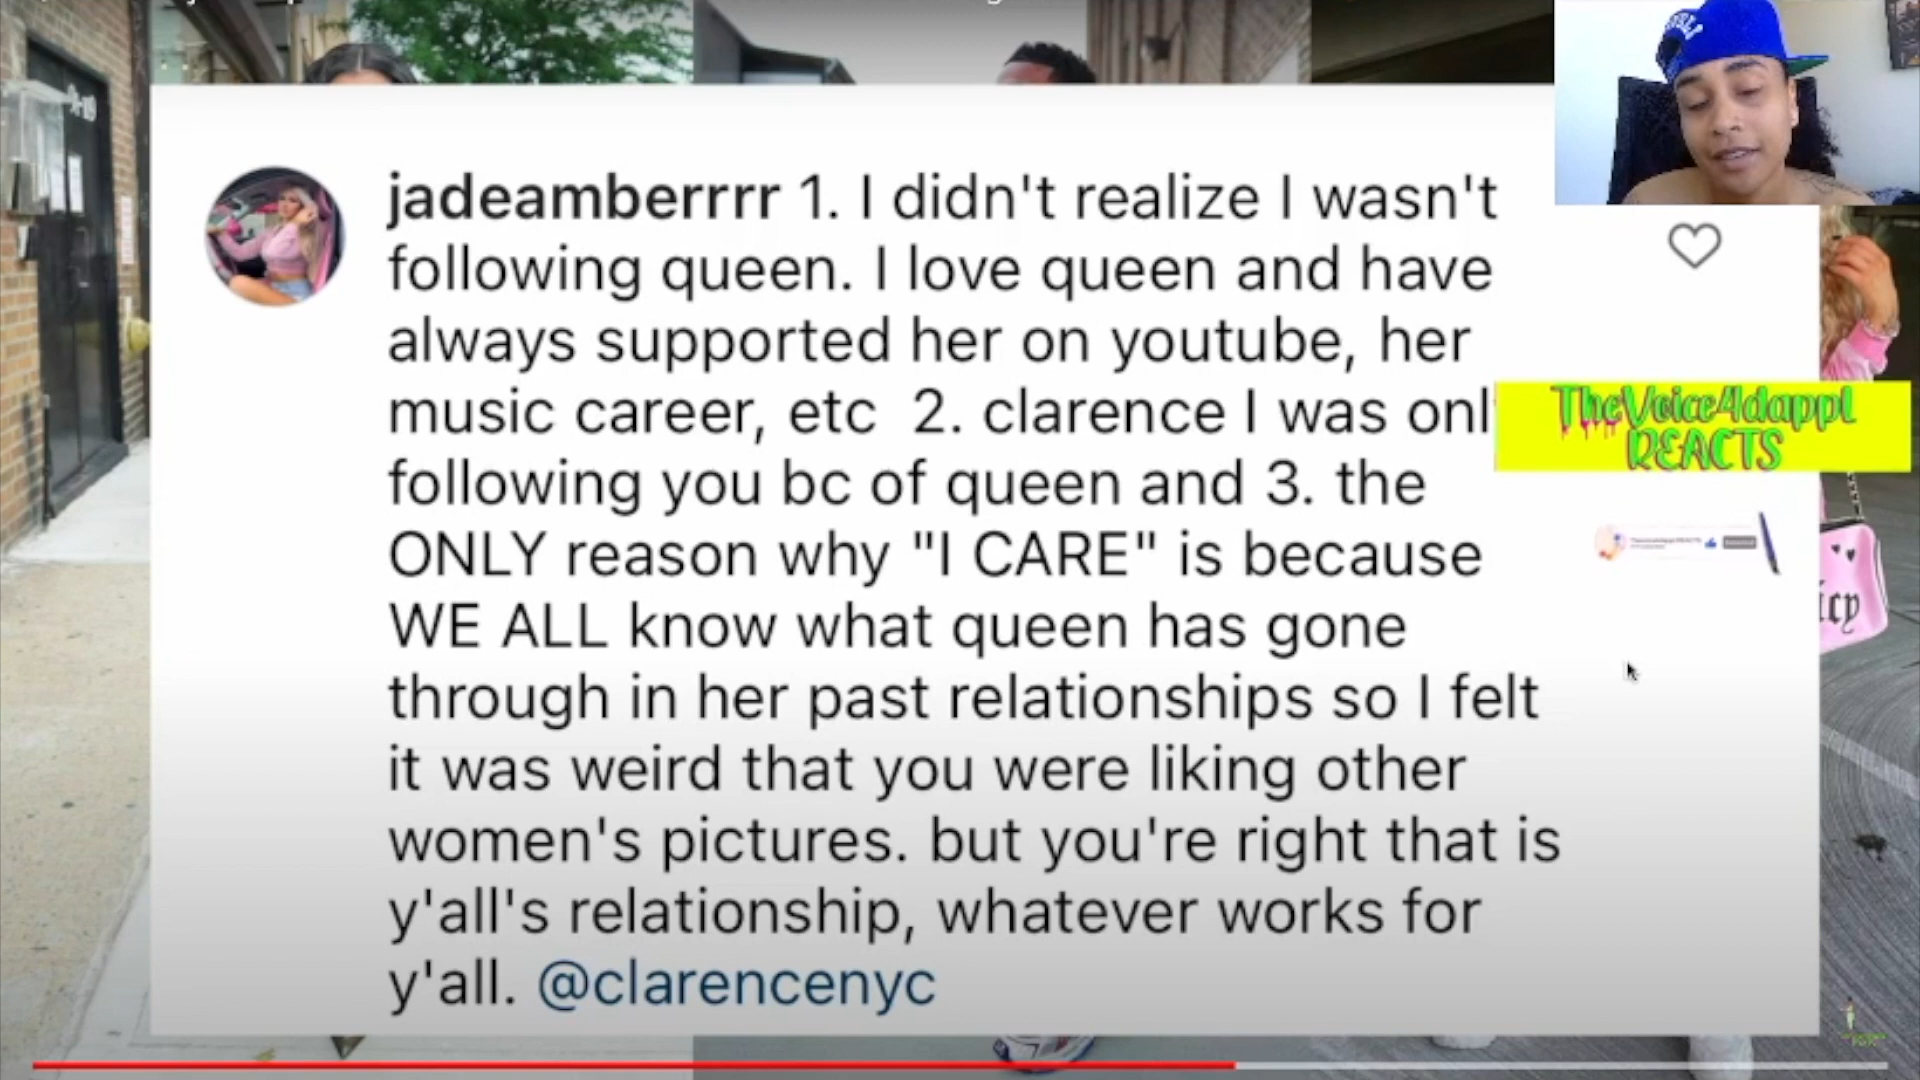 jadeamberrrr 1. I didn't realize I wasn't
following queen. I love queen and have
always supported her on youtube, her
music career, etc 2. clarence I was onl
following you bc of queen and 3. the
ONLY reason why "I CARE" is because
WE ALL know what queen has gone
through in her past relationships so I felt
it was weird that you were liking other
women's pictures. but you're right that is
y'all's relationship, whatever works for
y'all. @clarencenyc
TheVoice4dappl
REACTS
icy